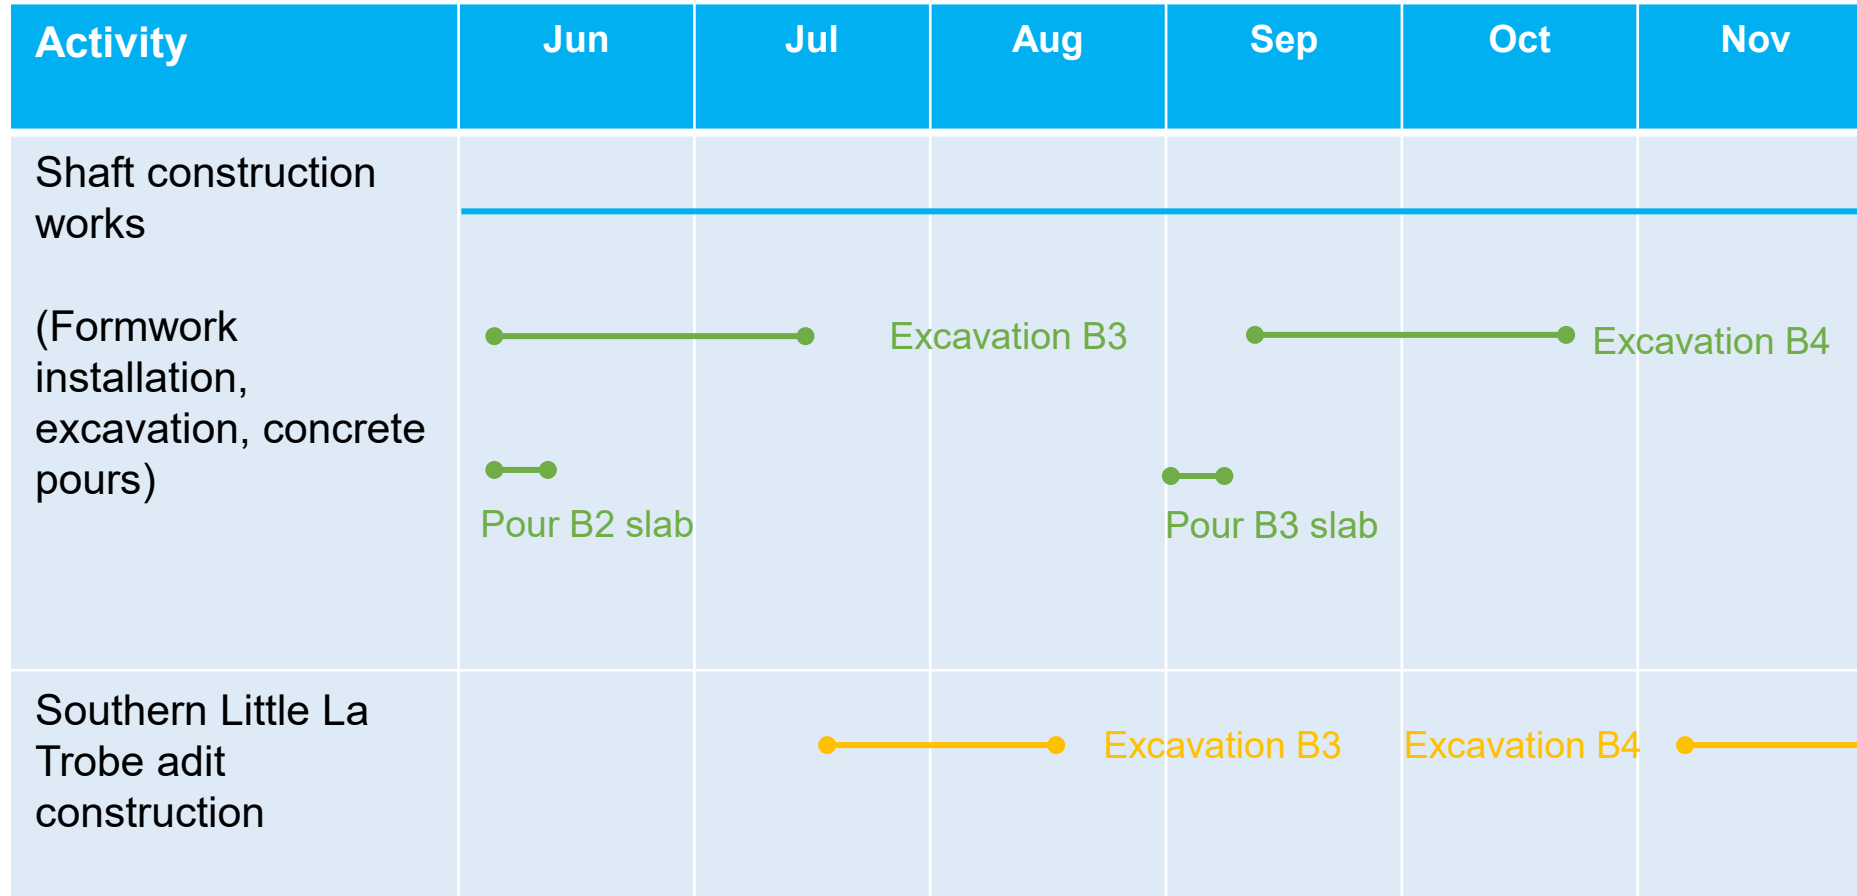 Activity
Jun
Jul
Aug
Sep
Oct
Nov
Shaft construction
works
(Formwork
installation,
excavation, concrete
pours)
Excavation B3
Excavation B4
Pour B2 slab
Pour B3 slab
Southern Little La
Trobe adit
construction
Excavation B3
Excavation B4